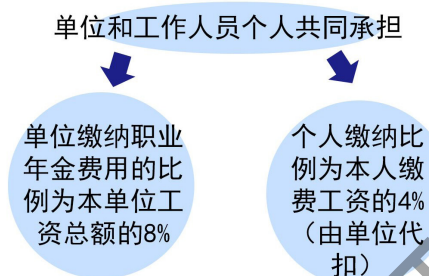 单位和工作人员个人共同承担
单位缴纳职业
年金费用的比
例为本单位工
资总额的8%
个人缴纳比
例为本人缴
费工资的4%
（由单位代
扣）